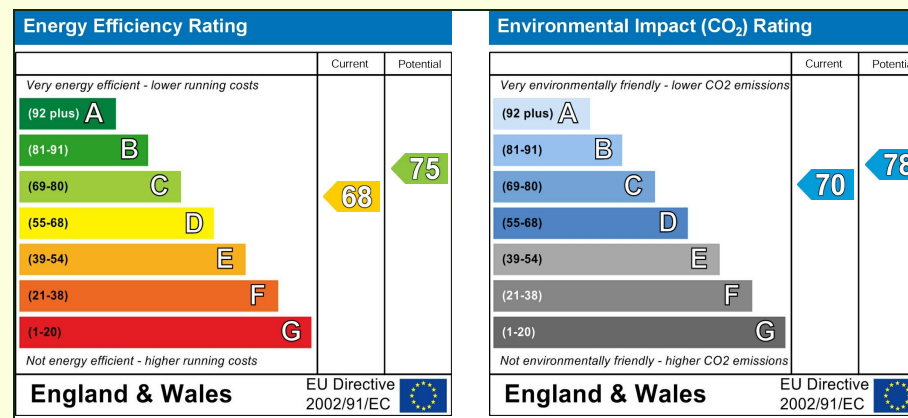 Energy Efficiency Rating
Current Potential
Very energy efficient - lower running costs
(92 plus) A
(81-91) B
(69-80) C
(55-68) D
(39-54) E
(21-38) F
(1-20) G
68
75
Not energy efficient - higher running costs
England & Wales
EU Directive
2002/91/EC
Environmental Impact (CO₂) Rating
Current Potentia
Very environmentally friendly - lower CO2 emissions
(92 plus) A
(81-91) B
(69-80) C
(55-68) D
(39-54) E
(21-38) F
(1-20) G
70
78
Not environmentally friendly - higher CO2 emissions
England & Wales
EU Directive
2002/91/EC